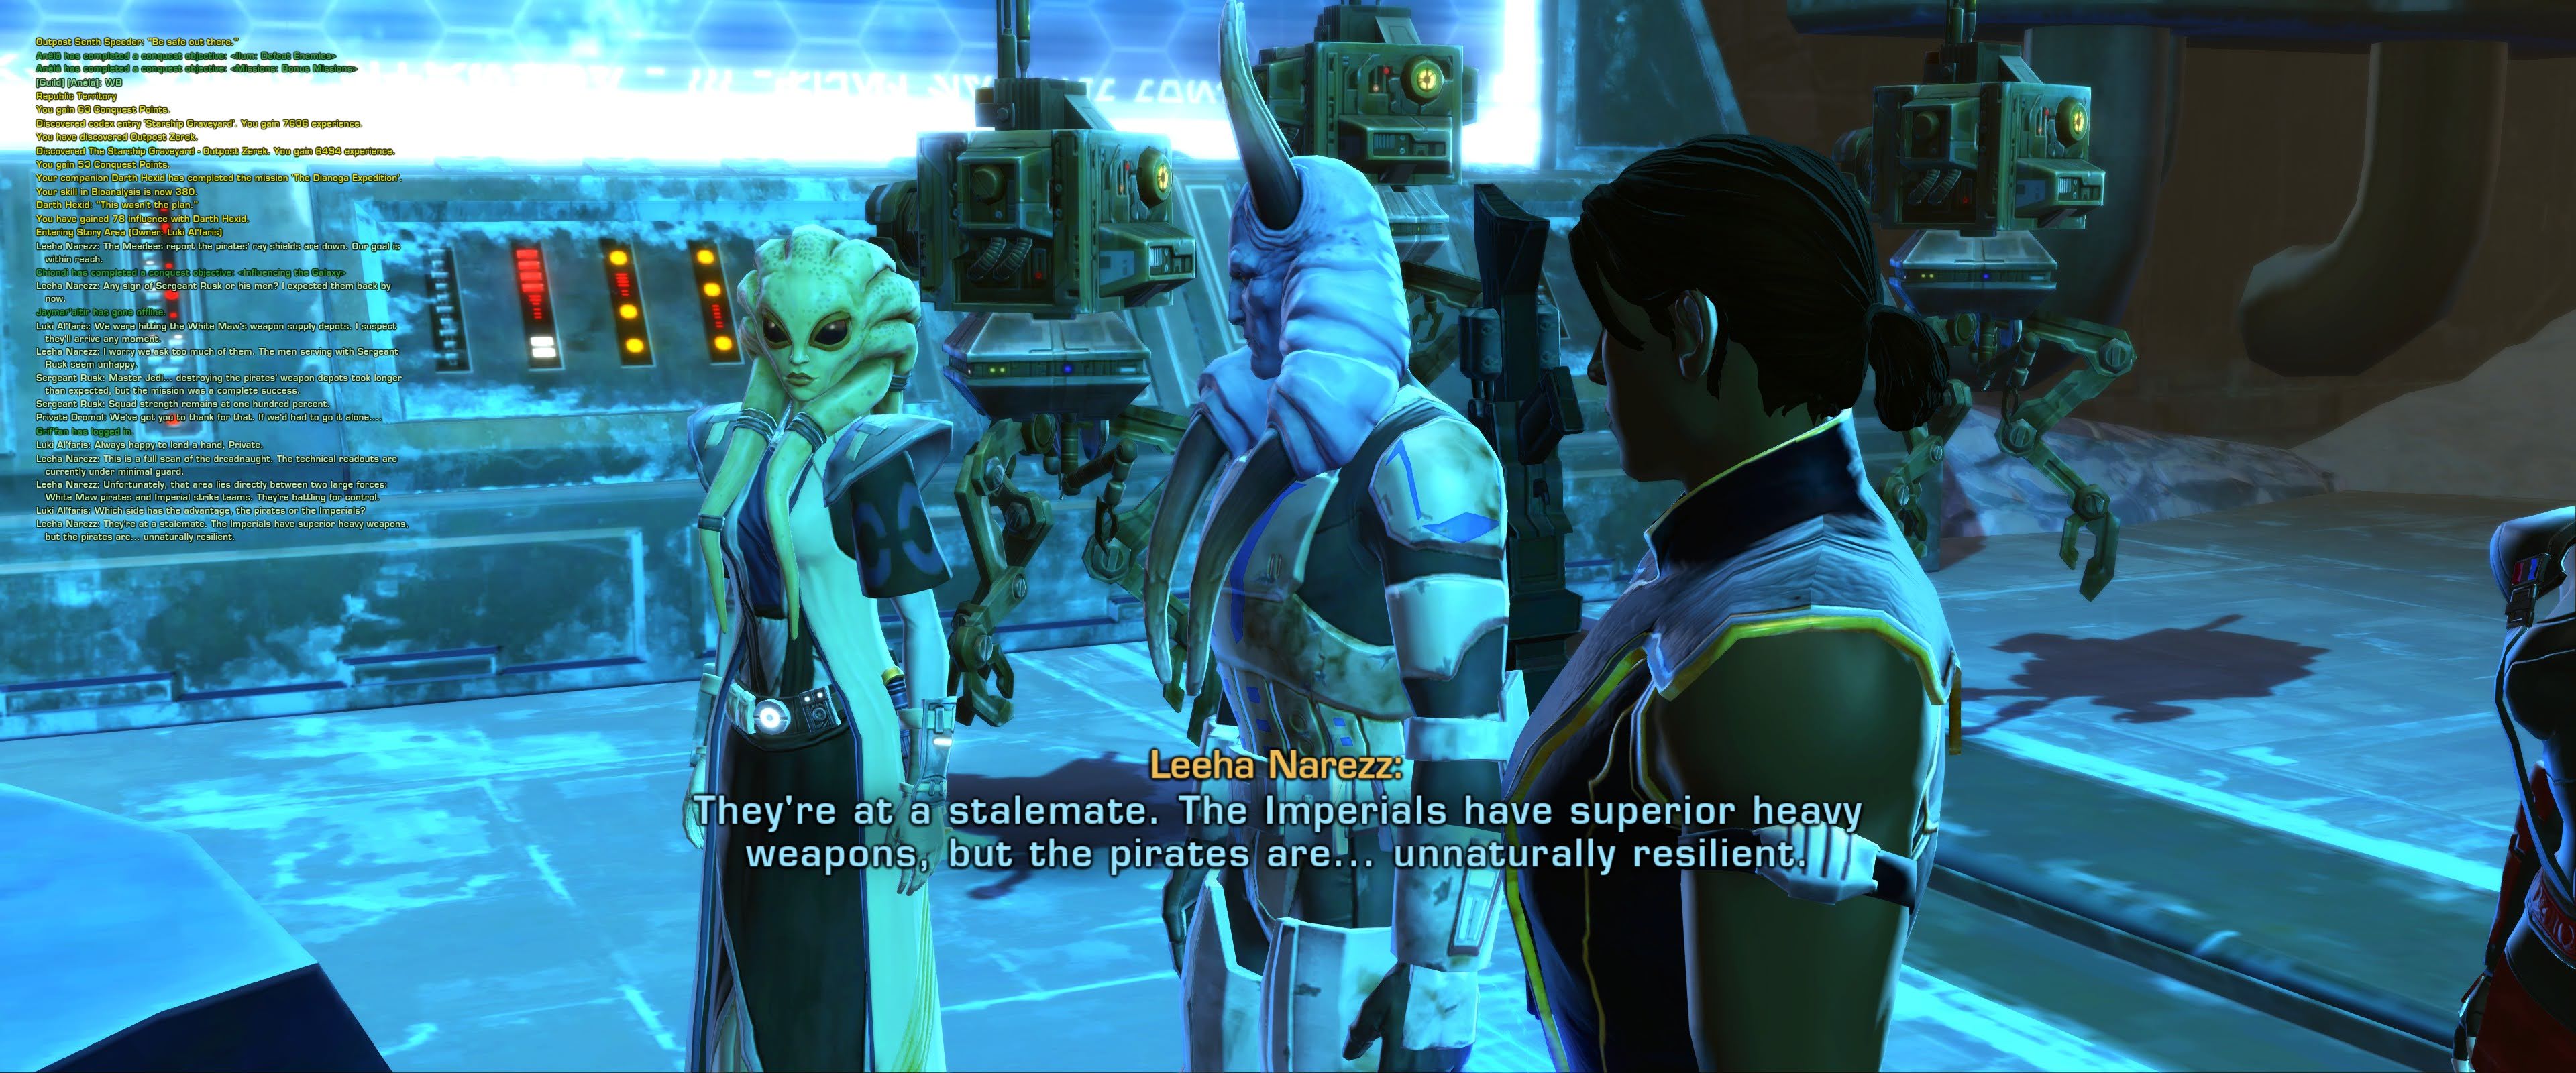 Outpost Senth Speeder: "Be safe out there."
Anëlâ has completed a conquest objective: <Ilum: Defeat Enemies>
Anëlâ has completed a conquest objective: <Missions: Bonus Missions>
[Guild] [Anëlâ]: WB
Republic Territory
You gain 63 Conquest Points.
Discovered codex entry 'Starship Graveyard'. You gain 7636 experience.
You have discovered Outpost Zerek.
Discovered The Starship Graveyard - Outpost Zerek. You gain 6494 experience.
You gain 53 Conquest Points.
Your companion Darth Hexid has completed the mission 'The Dianoga Expedition'.
Your skill in Bioanalysis is now 380.
Darth Hexid: "This wasn't the plan."
You have gained 78 influence with Darth Hexid.
Entering Story Area (Owner: Luki Al'faris)
Leeha Narezz: The Meedees report the pirates' ray shields are down. Our goal is
within reach.
Chiondi has completed a conquest objective: <Influencing the Galaxy>
Leeha Narezz: Any sign of Sergeant Rusk or his men? I expected them back by
now.
Jaymar'altir has gone offline.
Luki Al'faris: We were hitting the White Maw's weapon supply depots. I suspect
they'll arrive any moment.
Leeha Narezz: I worry we ask too much of them. The men serving with Sergeant
Rusk seem unhappy.
Sergeant Rusk: Master Jedi... destroying the pirates' weapon depots took longer
than expected, but the mission was a complete success.
Sergeant Rusk: Squad strength remains at one hundred percent.
Private Dromol: We've got you to thank for that. If we'd had to go it alone....
Grif'fan has logged in.
Luki Al'faris: Always happy to lend a hand, Private.
Leeha Narezz: This is a full scan of the dreadnaught. The technical readouts are
currently under minimal guard.
Leeha Narezz: Unfortunately, that area lies directly between two large forces:
White Maw pirates and Imperial strike teams. They're battling for control.
Luki Al'faris: Which side has the advantage, the pirates or the Imperials?
Leeha Narezz: They're at a stalemate. The Imperials have superior heavy weapons,
but the pirates are... unnaturally resilient.
Leeha Narezz:
They're at a stalemate. The Imperials have superior heavy
weapons, but the pirates are... unnaturally resilient.